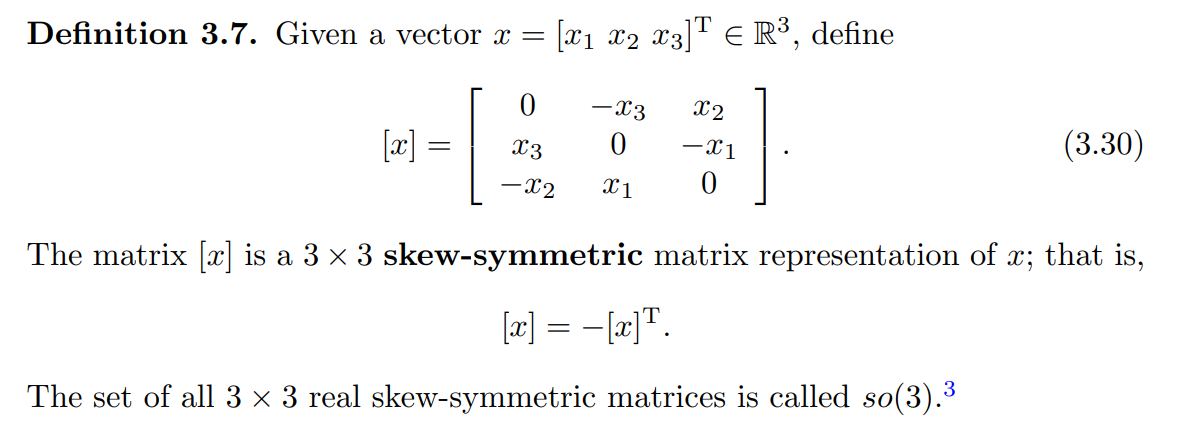 Definition 3.7. Given a vector x = [x₁ x₂ x₃]ᵀ ∈ ℝ³, define
[x] = [ 0 −x₃ x₂
x₃ 0 −x₁
−x₂ x₁ 0 ] . (3.30)
The matrix [x] is a 3 × 3 skew-symmetric matrix representation of x; that is,
[x] = −[x]ᵀ.
The set of all 3 × 3 real skew-symmetric matrices is called so(3).³